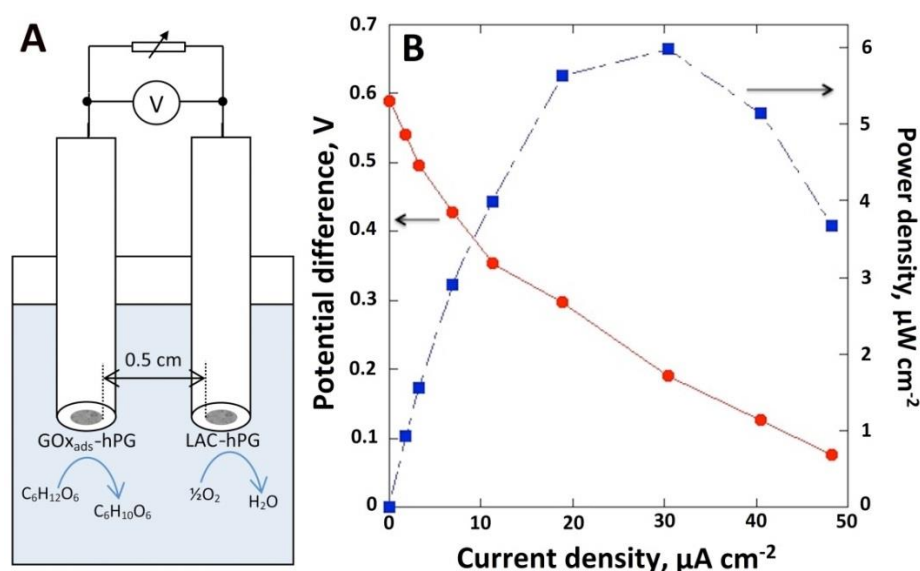 A
V
0.5 cm
GOxads-hPG
LAC-hPG
C6H12O6
C6H10O6
½O2
H2O
B
Potential difference, V
0.7
0.6
0.5
0.4
0.3
0.2
0.1
0
0 10 20 30 40 50
Current density, µA cm-2
6
5
4
3
2
1
0
Power density, µW cm-2